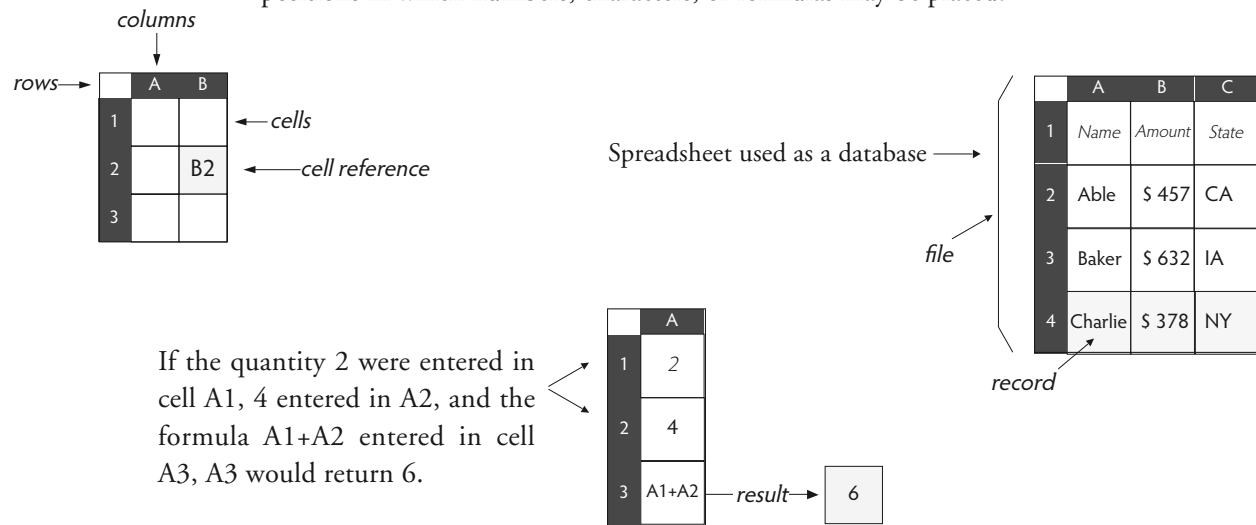 columns
rows
A B
1
cells
2 B2
cell reference
3
Spreadsheet used as a database
file
A B C
1 Name Amount State
2 Able $ 457 CA
3 Baker $ 632 IA
4 Charlie $ 378 NY
record
If the quantity 2 were entered in
cell A1, 4 entered in A2, and the
formula A1+A2 entered in cell
A3, A3 would return 6.
A
1 2
2 4
3 A1+A2
result
6